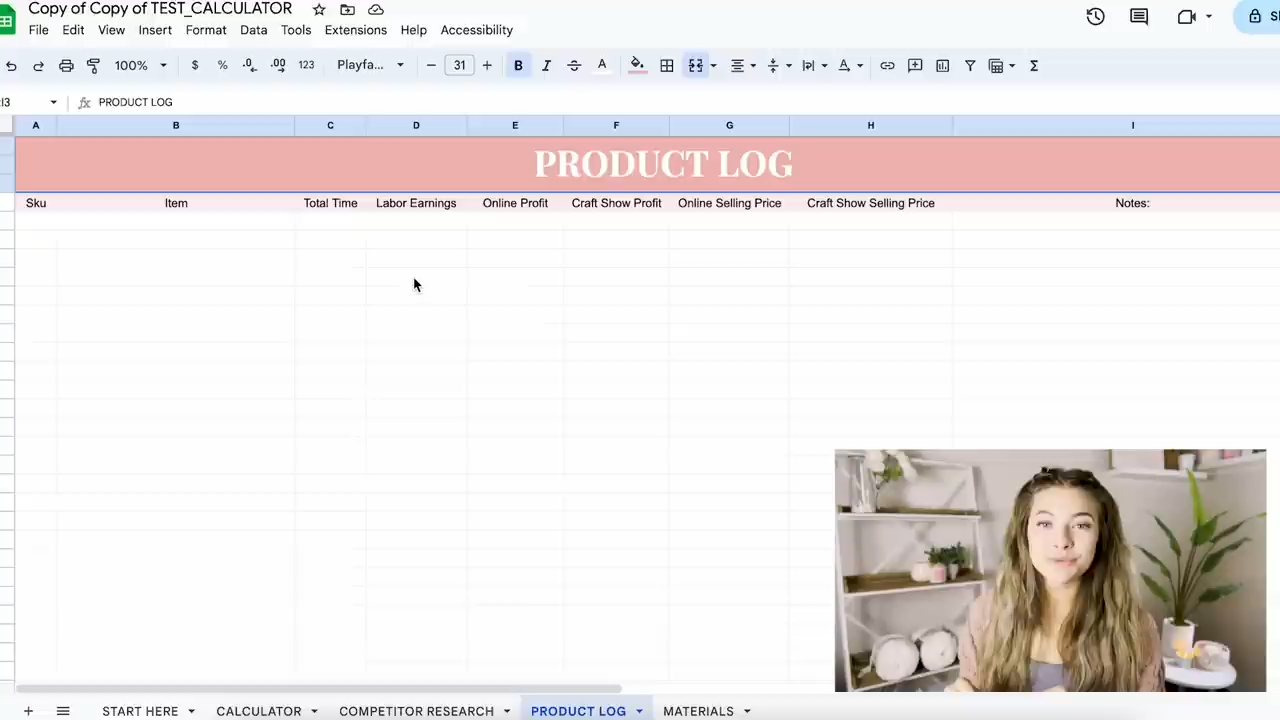 Copy of Copy of TEST_CALCULATOR
File Edit View Insert Format Data Tools Extensions Help Accessibility
100% $ % .0 .00 123 Playfa... 31 B I A A
PRODUCT LOG
A B C D E F G H I
PRODUCT LOG
Sku Item Total Time Labor Earnings Online Profit Craft Show Profit Online Selling Price Craft Show Selling Price Notes:
START HERE CALCULATOR COMPETITOR RESEARCH PRODUCT LOG MATERIALS